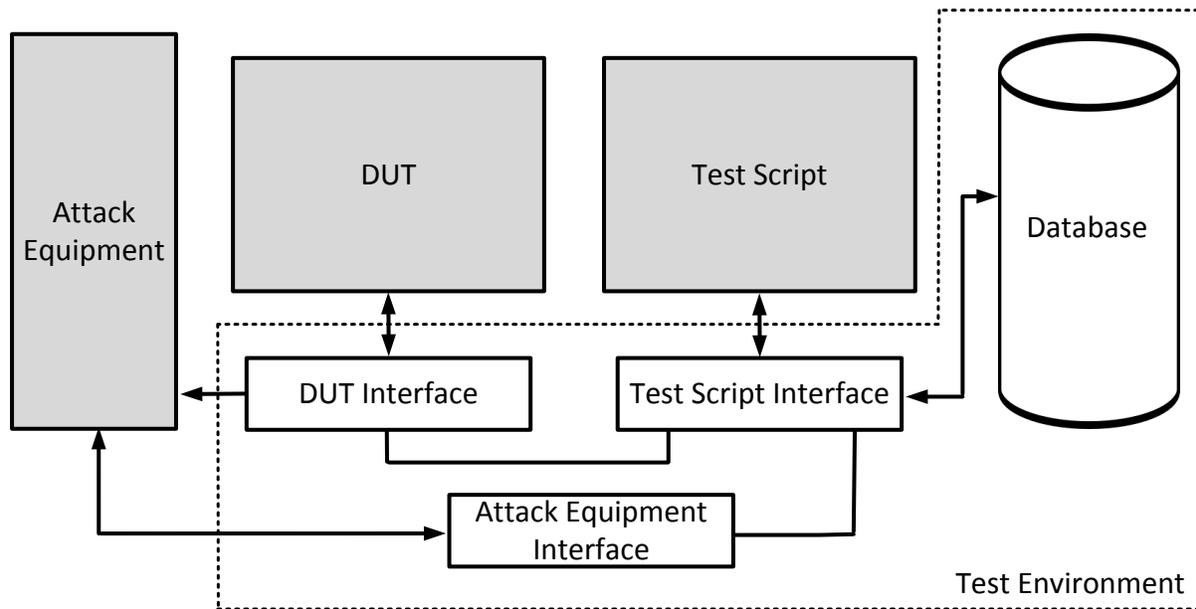 Attack
Equipment
DUT
Test Script
Database
DUT Interface
Test Script Interface
Attack Equipment
Interface
Test Environment